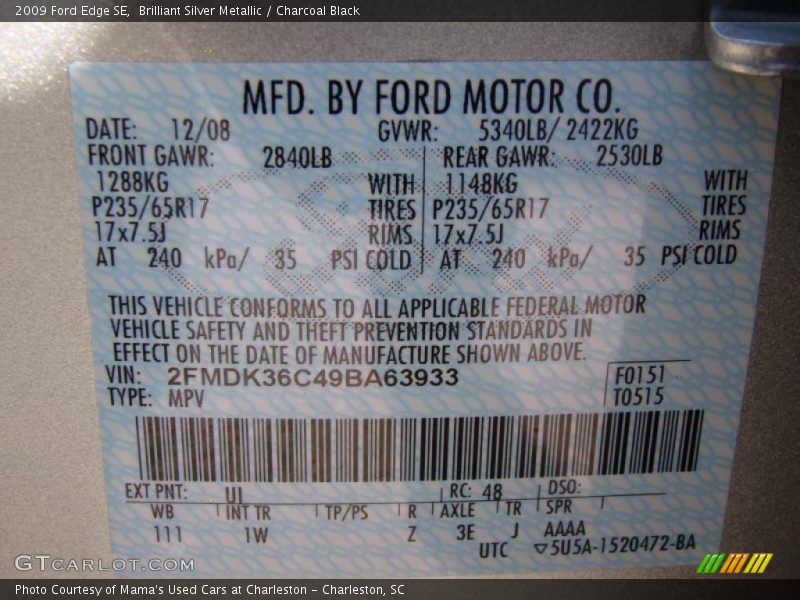 2009 Ford Edge SE, Brilliant Silver Metallic / Charcoal Black
MFD. BY FORD MOTOR CO.
DATE: 12/08 GVWR: 5340LB/ 2422KG
FRONT GAWR: 2840LB REAR GAWR: 2530LB
1288KG WITH 1148KG WITH
P235/65R17 TIRES P235/65R17 TIRES
17x7.5J RIMS 17x7.5J RIMS
AT 240 kPa/ 35 PSI COLD AT 240 kPa/ 35 PSI COLD
THIS VEHICLE CONFORMS TO ALL APPLICABLE FEDERAL MOTOR
VEHICLE SAFETY AND THEFT PREVENTION STANDARDS IN
EFFECT ON THE DATE OF MANUFACTURE SHOWN ABOVE.
VIN: 2FMDK36C49BA63933 F0151
TYPE: MPV T0515
EXT PNT: UI RC: 48 DSO:
WB INT TR TP/PS R AXLE TR SPR
111 1W Z 3E J AAAA
UTC ▽5U5A-1520472-BA
GTCARLOT.COM
Photo Courtesy of Mama's Used Cars at Charleston - Charleston, SC